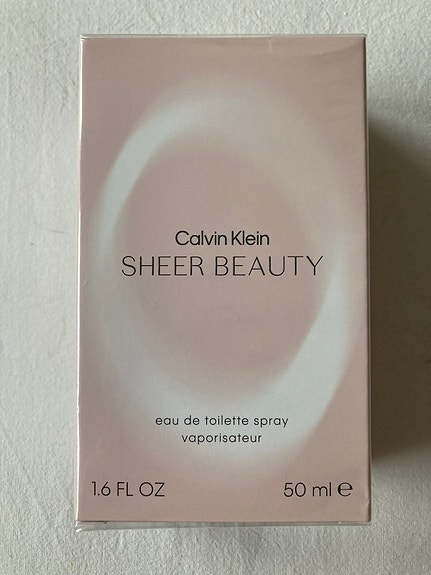 Calvin Klein
SHEER BEAUTY
eau de toilette spray
vaporisateur
1.6 FL OZ 50 ml ℮